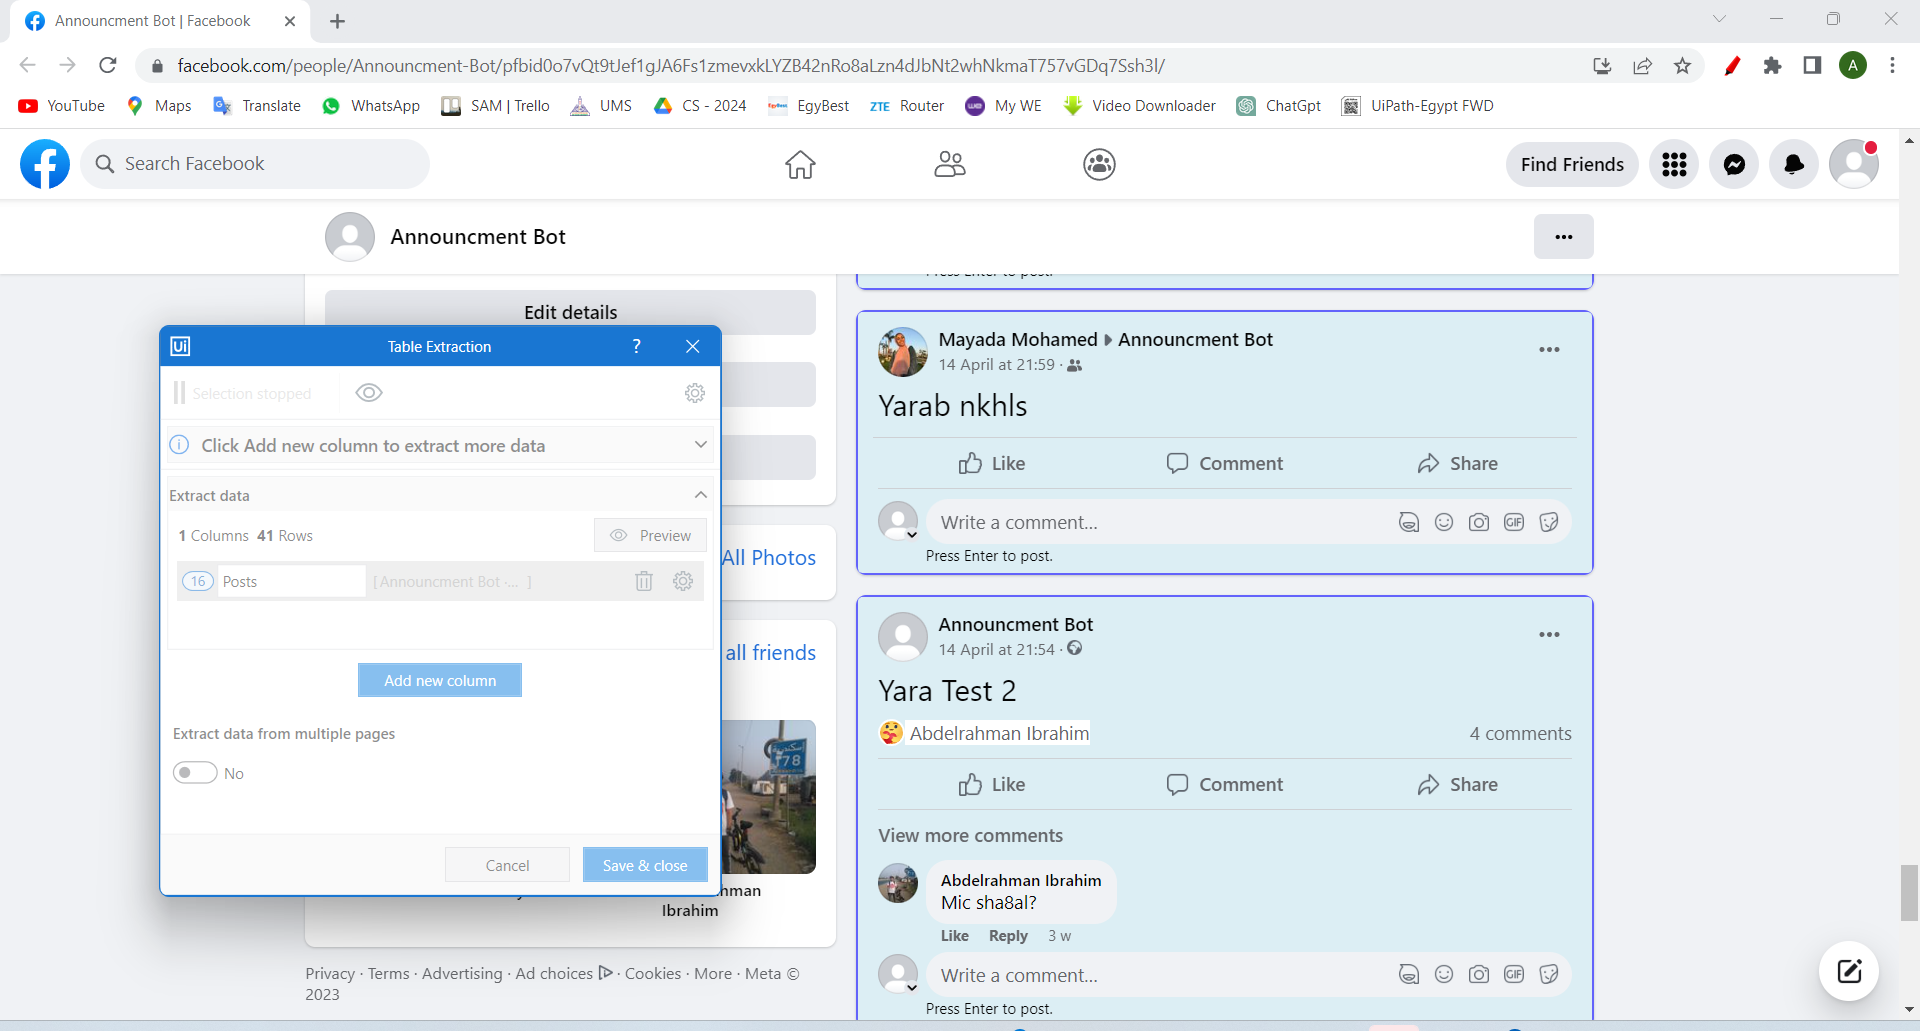 Announcment Bot | Facebook
facebook.com/people/Announcment-Bot/pfbid0o7vQt9tJef1gJA6Fs1zmevxkLYZB42nRo8aLzn4dJbNt2whNkmaT757vGDq7Ssh3l/
A
YouTube Maps Translate WhatsApp SAM | Trello UMS CS - 2024 EgyBest ZTE Router My WE Video Downloader ChatGpt UiPath-Egypt FWD
Search Facebook
Find Friends
Announcment Bot
Edit details
Press Enter to post.
Ui Table Extraction ?
Selection stopped
Click Add new column to extract more data
Extract data
1 Columns 41 Rows
Preview
16 Posts [Announcment Bot -... ]
Add new column
Extract data from multiple pages
No
Cancel
Save & close
All Photos
all friends
hman
Ibrahim
Privacy · Terms · Advertising · Ad choices · Cookies · More · Meta ©
2023
Mayada Mohamed Announcment Bot
14 April at 21:59 ·
Yarab nkhls
Like Comment Share
Write a comment...
GIF
Press Enter to post.
Announcment Bot
14 April at 21:54 ·
Yara Test 2
Abdelrahman Ibrahim
4 comments
Like Comment Share
View more comments
Abdelrahman Ibrahim
Mic sha8al?
Like Reply 3 w
Write a comment...
GIF
Press Enter to post.